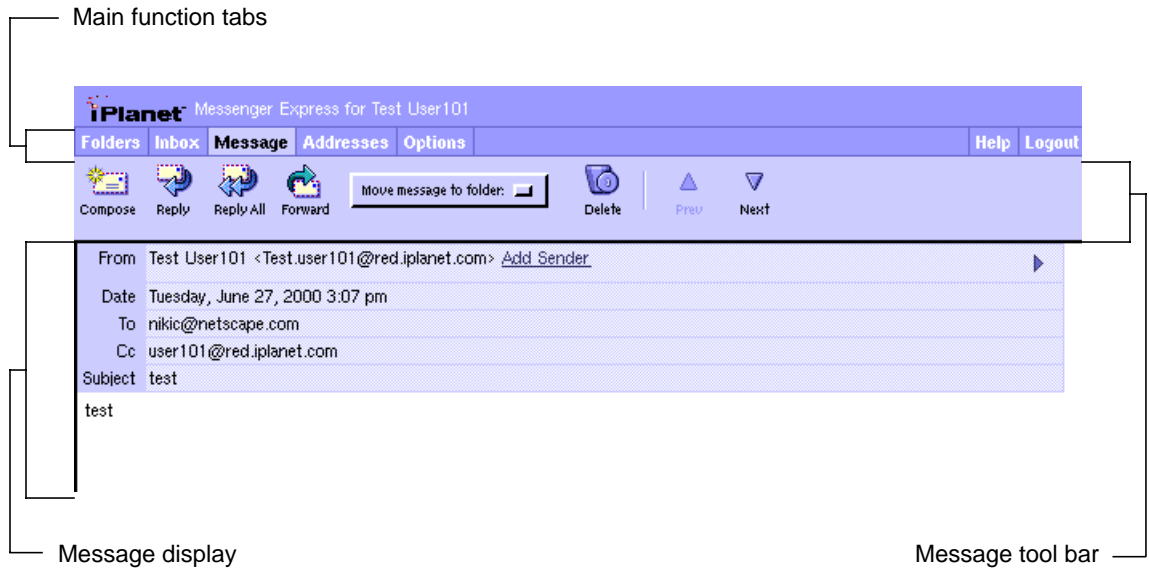 Main function tabs
iPlanet Messenger Express for Test User101
Folders Inbox Message Addresses Options Help Logout
Compose Reply Reply All Forward Move message to folder: Delete Prev Next
From Test User101 <Test.user101@red.iplanet.com> Add Sender
Date Tuesday, June 27, 2000 3:07 pm
To nikic@netscape.com
Cc user101@red.iplanet.com
Subject test
test
Message display Message tool bar